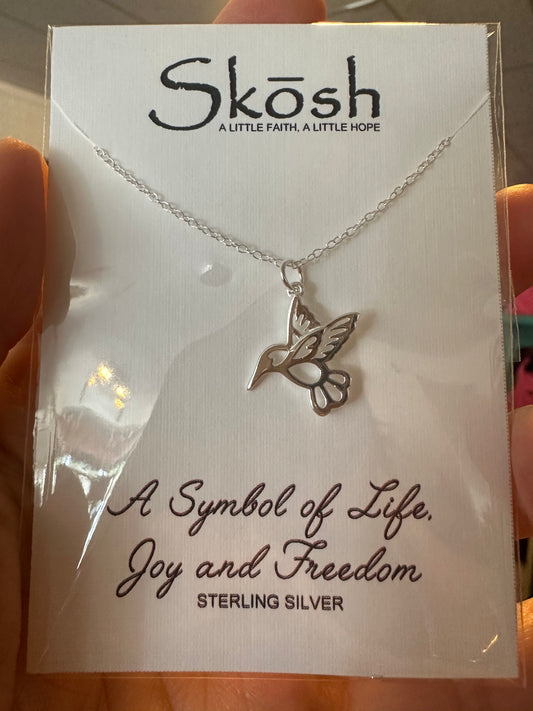 Skōsh
A LITTLE FAITH, A LITTLE HOPE
A Symbol of Life,
Joy and Freedom
STERLING SILVER